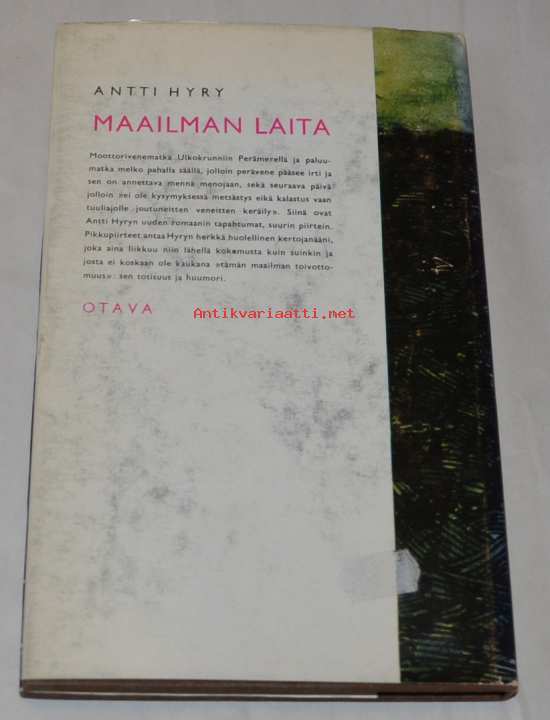 ANTTI HYRY
MAAILMAN LAITA
Moottorivenematka Ulkokrunniin Perämerellä ja paluu-
matka melko pahalla säällä, jolloin perävene pääsee irti ja
sen on annettava mennä menojaan, sekä seuraava päivä
jolloin »ei ole kysymyksessä metsästys eikä kalastus vaan
tuuliajolle joutuneitten veneitten keräily». Siinä ovat
Antti Hyryn uuden romaanin tapahtumat, suurin piirtein.
Pikkupiirteet antaa Hyryn herkkä huolellinen kertojanääni,
joka aina liikkuu niin lähellä kokemusta kuin suinkin ja
josta ei koskaan ole kaukana »tämän maailman toivotto-
muus»: sen totisuus ja huumori.
OTAVA
Antikvariaatti.net